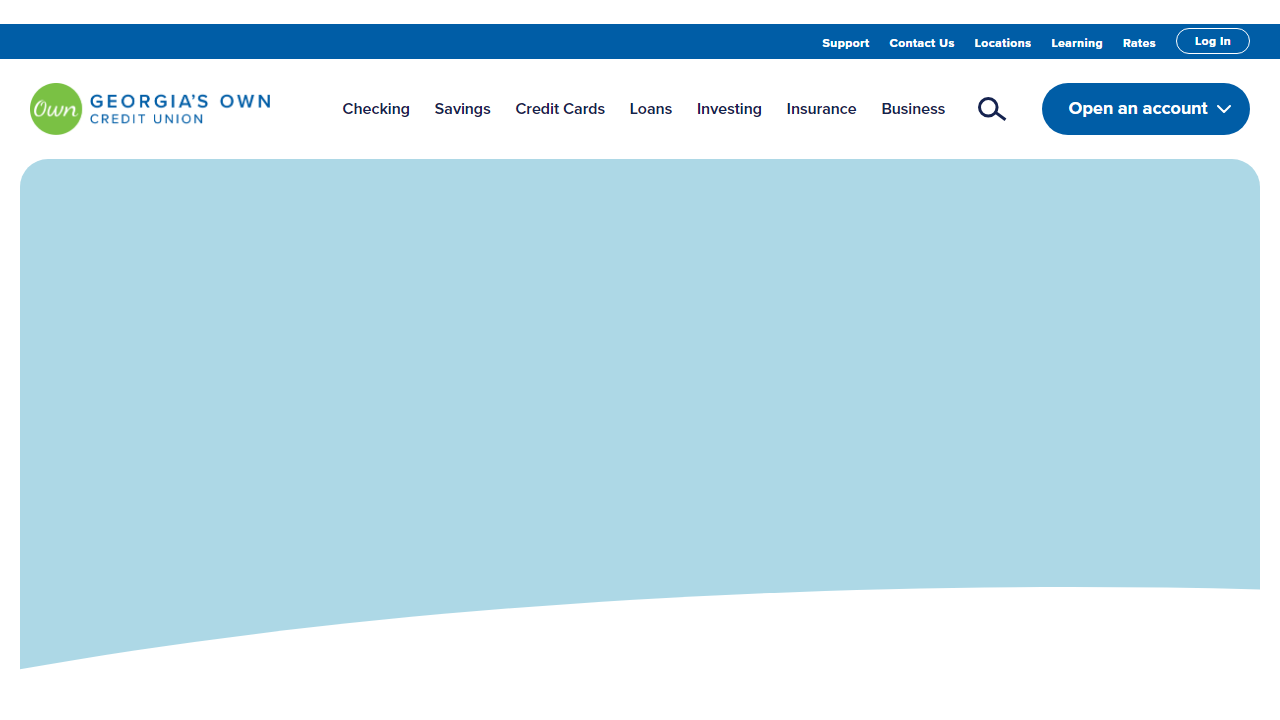 Support Contact Us Locations Learning Rates Log In
Own GEORGIA'S OWN
CREDIT UNION
Checking Savings Credit Cards Loans Investing Insurance Business Open an account